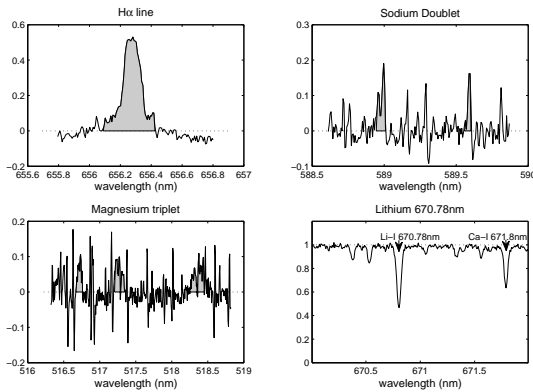 Hα line
0.6
0.4
0.2
0
−0.2
655.6 655.8 656 656.2 656.4 656.6 656.8 657
wavelength (nm)
Sodium Doublet
0.3
0.2
0.1
0
−0.1
588.5 589 589.5 590
wavelength (nm)
Magnesium triplet
0.2
0.1
0
−0.1
−0.2
516 516.5 517 517.5 518 518.5 519
wavelength (nm)
Lithium 670.78nm
Li−I 670.78nm Ca−I 671.8nm
1
0.8
0.6
0.4
0.2
0
670.5 671 671.5
wavelength (nm)